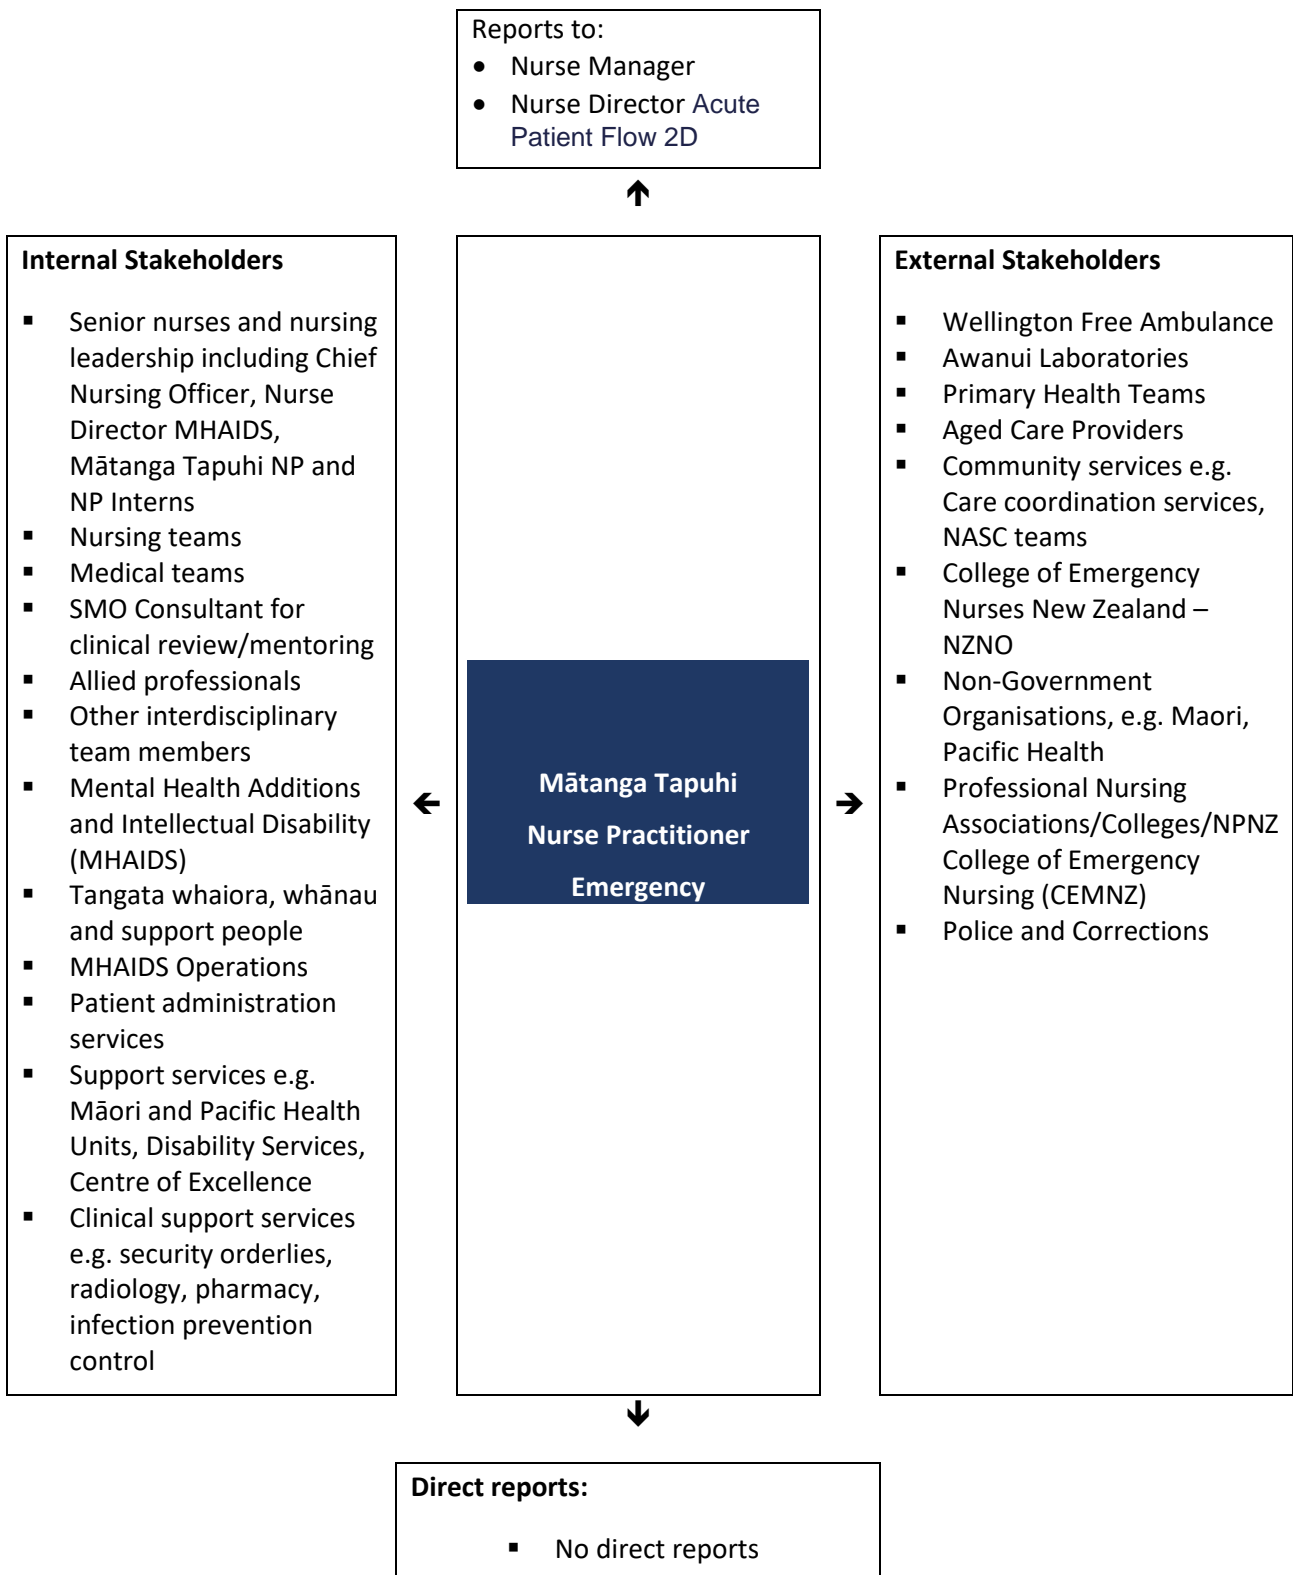 Reports to:
• Nurse Manager
• Nurse Director Acute
Patient Flow 2D
↑
Internal Stakeholders
▪ Senior nurses and nursing
leadership including Chief
Nursing Officer, Nurse
Director MHAIDS,
Mātanga Tapuhi NP and
NP Interns
▪ Nursing teams
▪ Medical teams
▪ SMO Consultant for
clinical review/mentoring
▪ Allied professionals
▪ Other interdisciplinary
team members
▪ Mental Health Additions
and Intellectual Disability
(MHAIDS)
▪ Tangata whaiora, whānau
and support people
▪ MHAIDS Operations
▪ Patient administration
services
▪ Support services e.g.
Māori and Pacific Health
Units, Disability Services,
Centre of Excellence
▪ Clinical support services
e.g. security orderlies,
radiology, pharmacy,
infection prevention
control
←
Mātanga Tapuhi
Nurse Practitioner
Emergency
→
External Stakeholders
▪ Wellington Free Ambulance
▪ Awanui Laboratories
▪ Primary Health Teams
▪ Aged Care Providers
▪ Community services e.g.
Care coordination services,
NASC teams
▪ College of Emergency
Nurses New Zealand –
NZNO
▪ Non-Government
Organisations, e.g. Maori,
Pacific Health
▪ Professional Nursing
Associations/Colleges/NPNZ
College of Emergency
Nursing (CEMNZ)
▪ Police and Corrections
↓
Direct reports:
▪ No direct reports